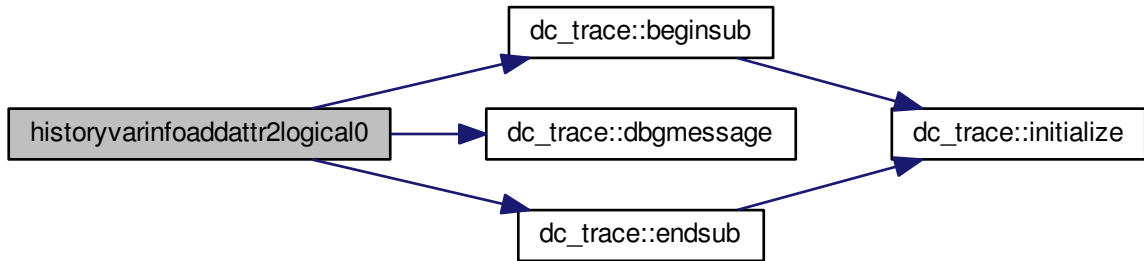 dc_trace::beginsub
historyvarinfoaddattr2logical0
dc_trace::dbgmessage
dc_trace::initialize
dc_trace::endsub